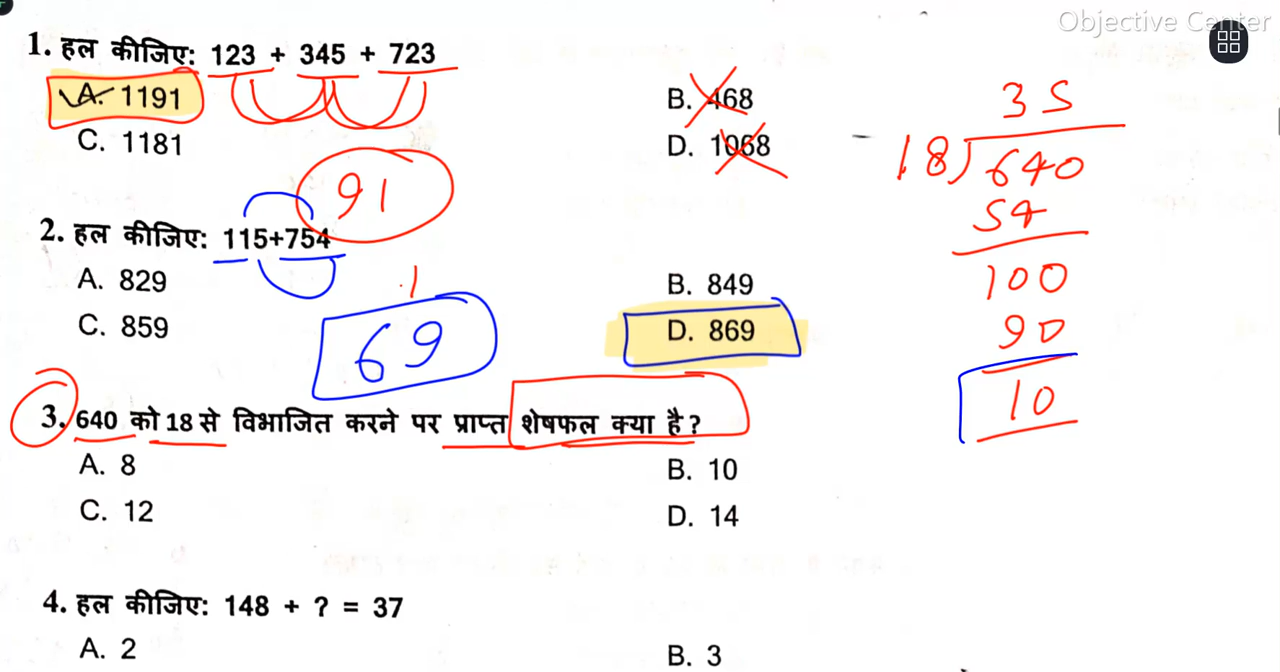 Objective Center
1. हल कीजिए: 123 + 345 + 723
A. 1191
B. 468
C. 1181
D. 1068
91
2. हल कीजिए: 115+754
A. 829
B. 849
C. 859
D. 869
1
69
3. 640 को 18 से विभाजित करने पर प्राप्त शेषफल क्या है?
A. 8
B. 10
C. 12
D. 14
4. हल कीजिए: 148 + ? = 37
A. 2
B. 3
35
18)640
54
100
90
10